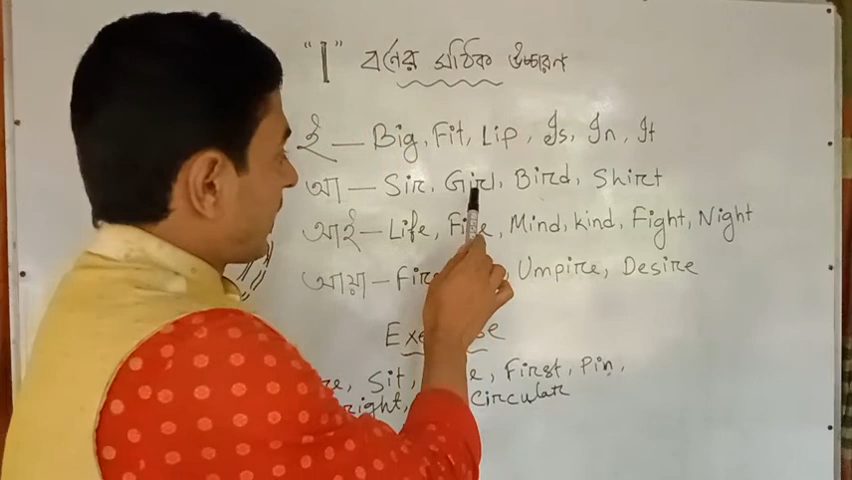 "I" বর্নের সঠিক উচ্চারণ
ই — Big, Fit, Lip, Is, In, It
আ — Sir, Girl, Bird, Shirt
আই — Life, Mind, kind, Fight, Night
আয়া — Umpire, Desire
Sit, First, Pin,
Circulate